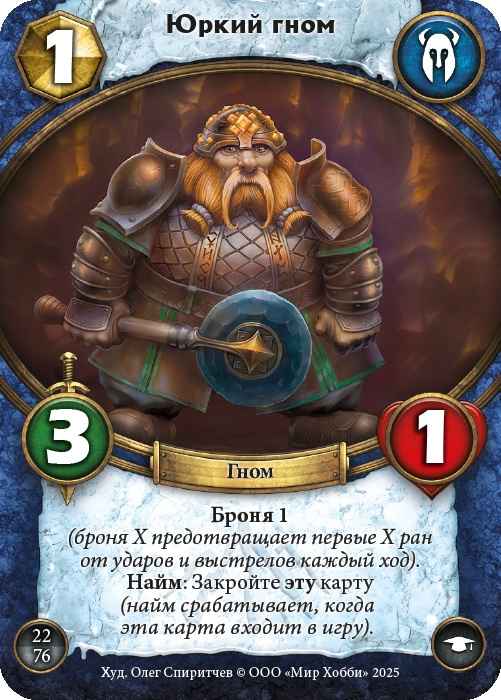 Юркий гном
1
3
1
Гном
Броня 1
(броня X предотвращает первые X ран
от ударов и выстрелов каждый ход).
Найм: Закройте эту карту
(найм срабатывает, когда
эта карта входит в игру).
22
76
Худ. Олег Спиритчев © ООО «Мир Хобби» 2025